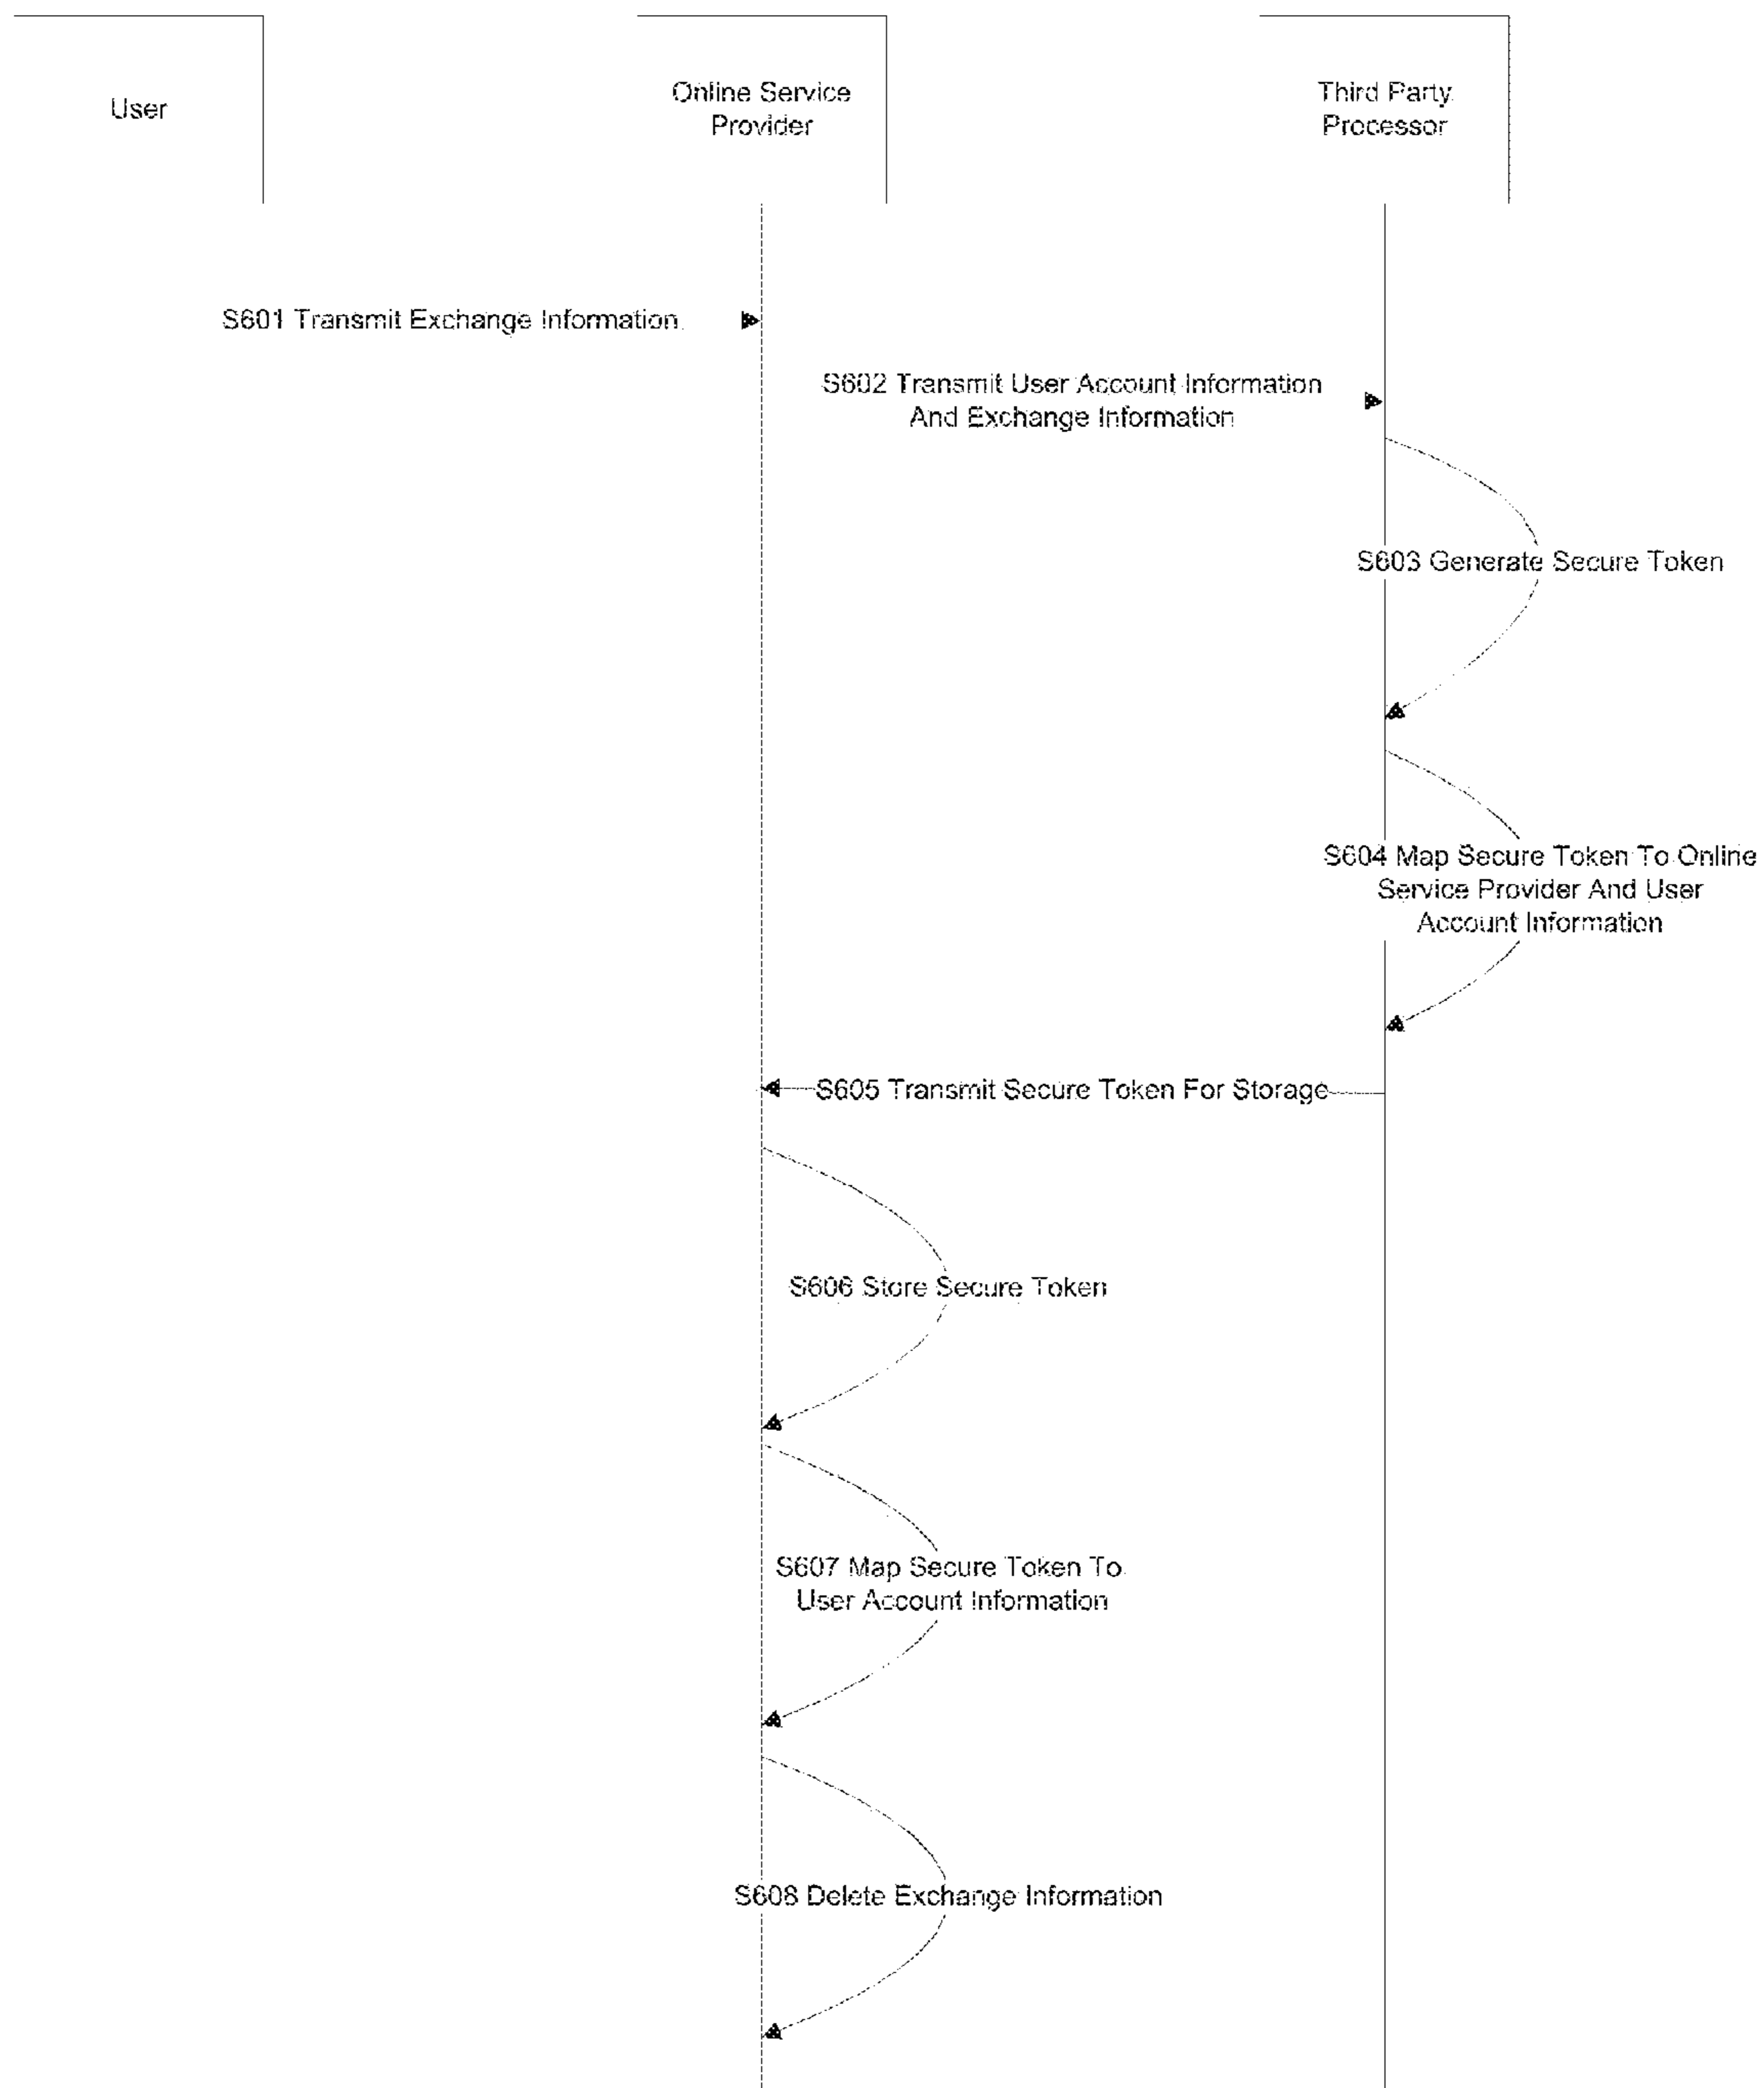 User
Online Service
Provider
Third Party
Processor
S601 Transmit Exchange Information
S602 Transmit User Account Information
And Exchange Information
S603 Generate Secure Token
S604 Map Secure Token To Online
Service Provider And User
Account Information
S605 Transmit Secure Token For Storage
S606 Store Secure Token
S607 Map Secure Token To
User Account Information
S608 Delete Exchange Information